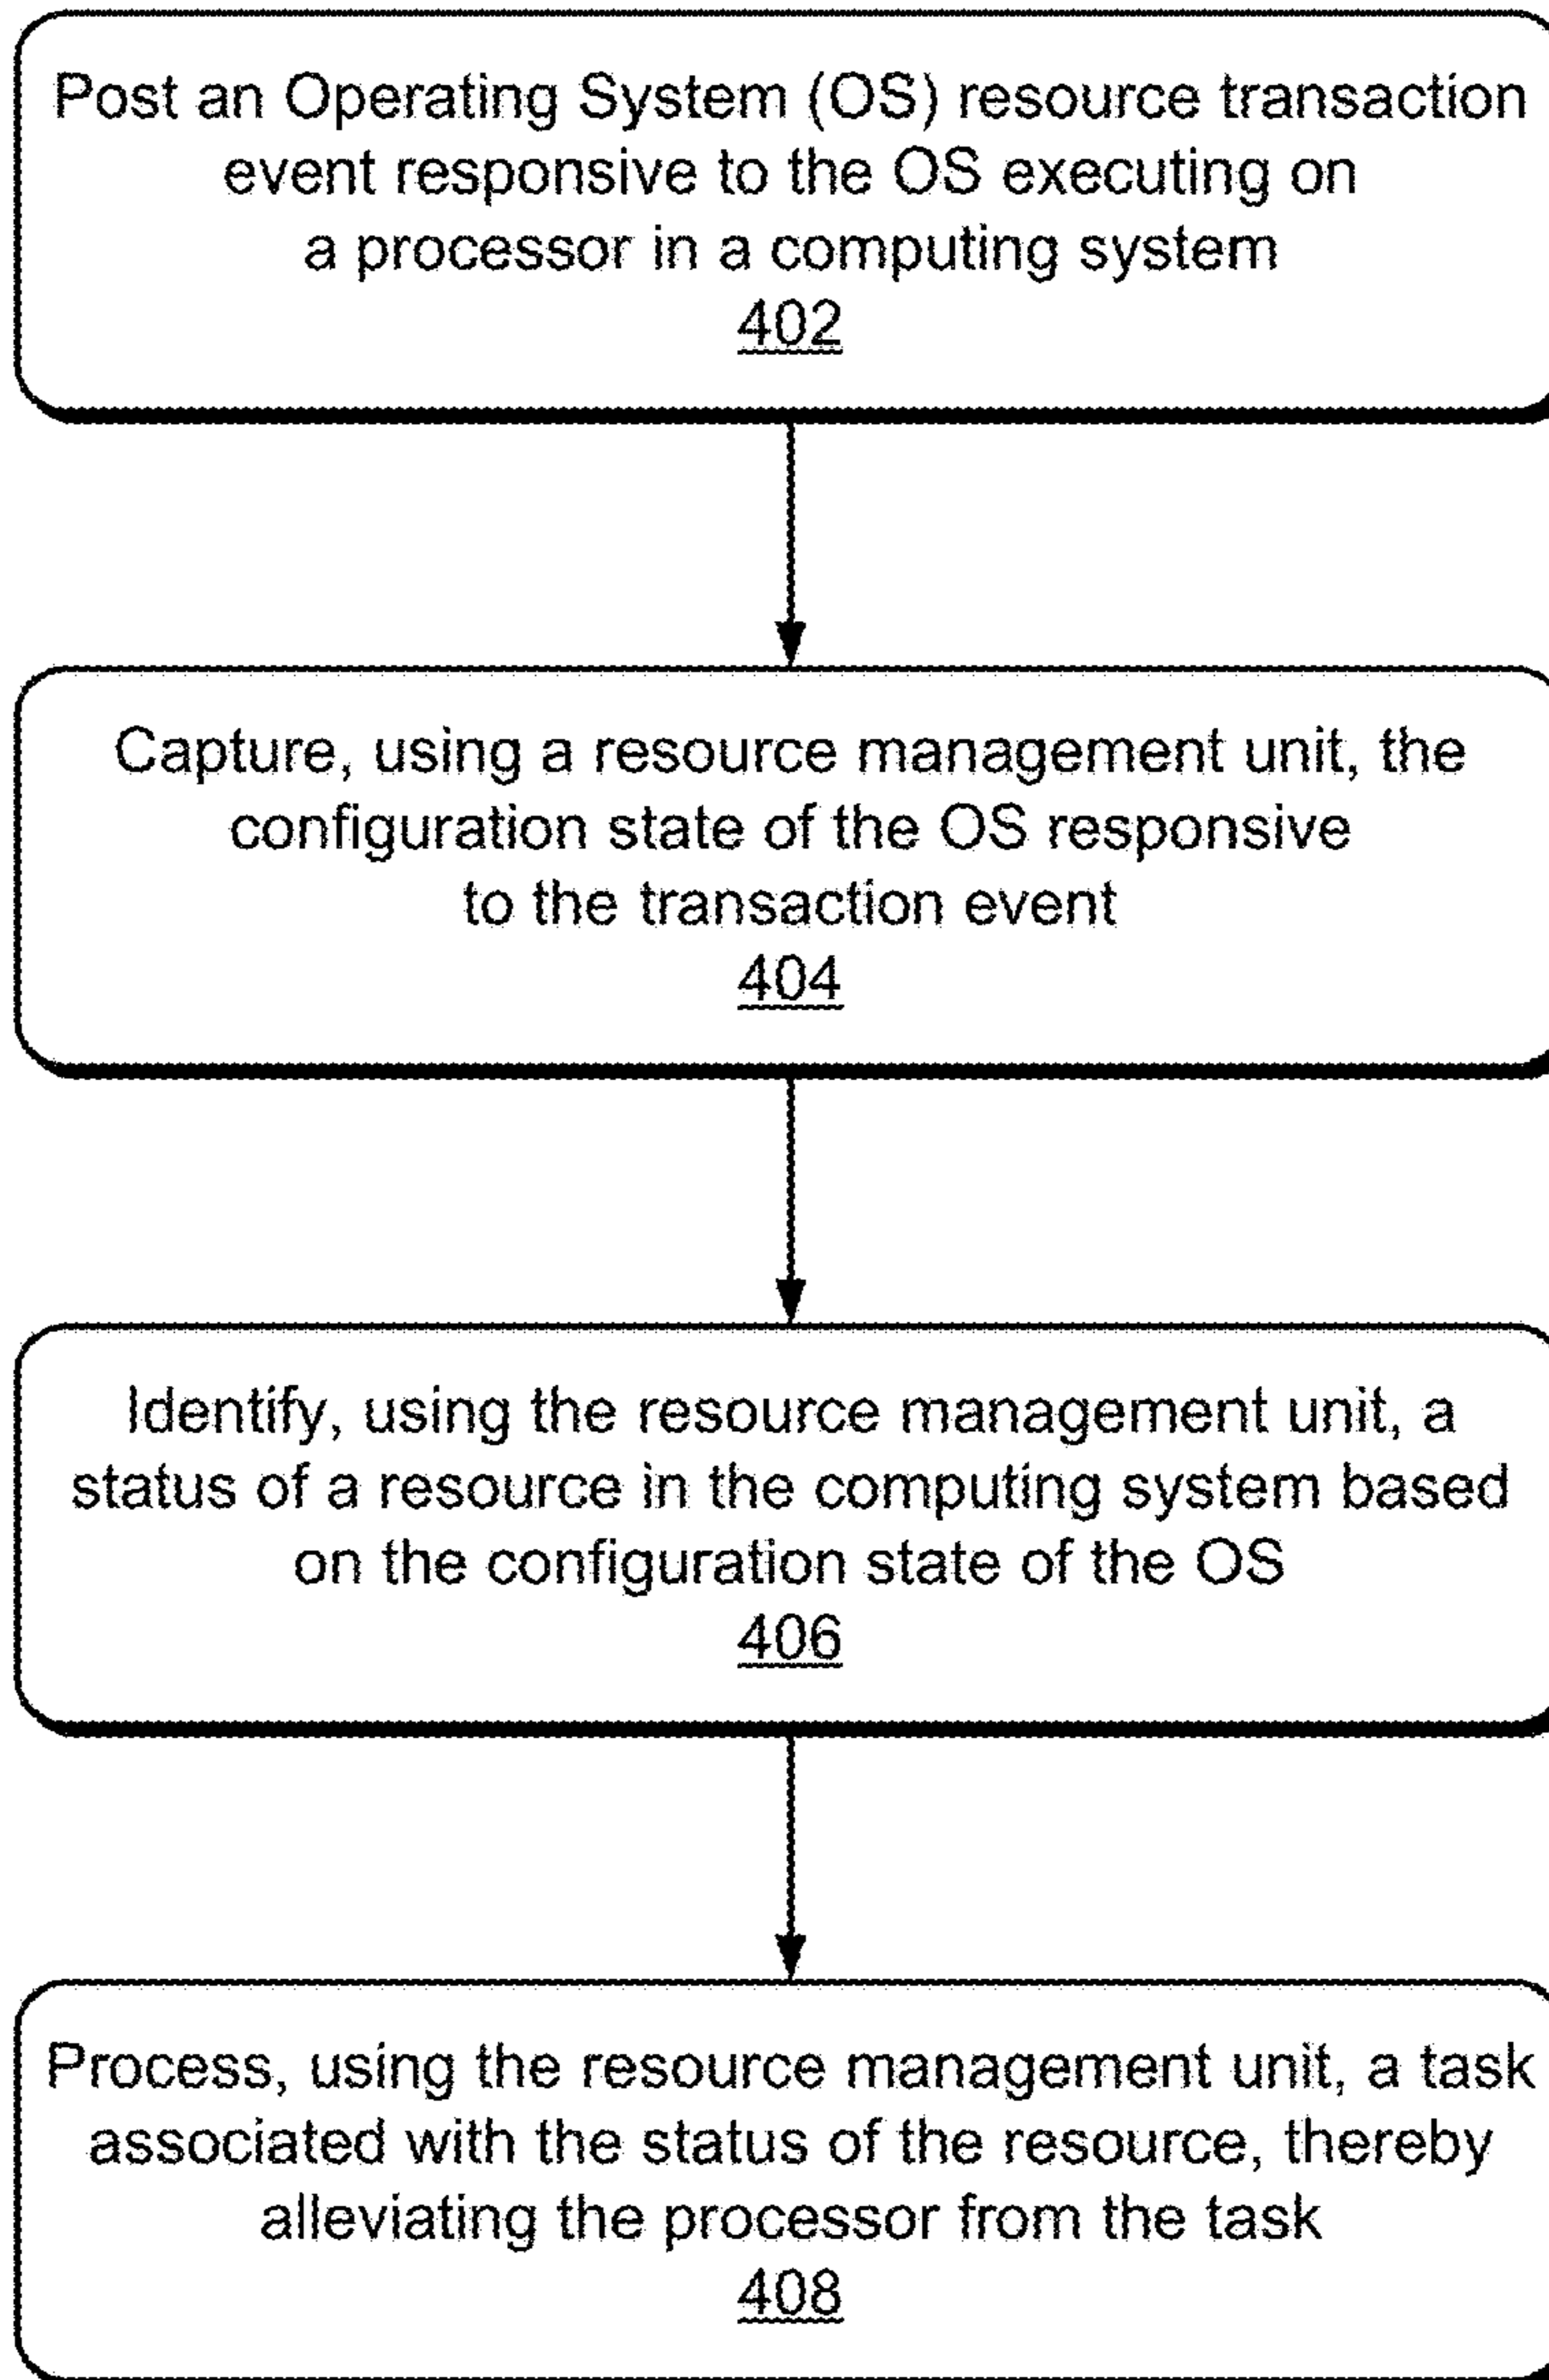 Post an Operating System (OS) resource transaction
event responsive to the OS executing on
a processor in a computing system
402
Capture, using a resource management unit, the
configuration state of the OS responsive
to the transaction event
404
Identify, using the resource management unit, a
status of a resource in the computing system based
on the configuration state of the OS
406
Process, using the resource management unit, a task
associated with the status of the resource, thereby
alleviating the processor from the task
408